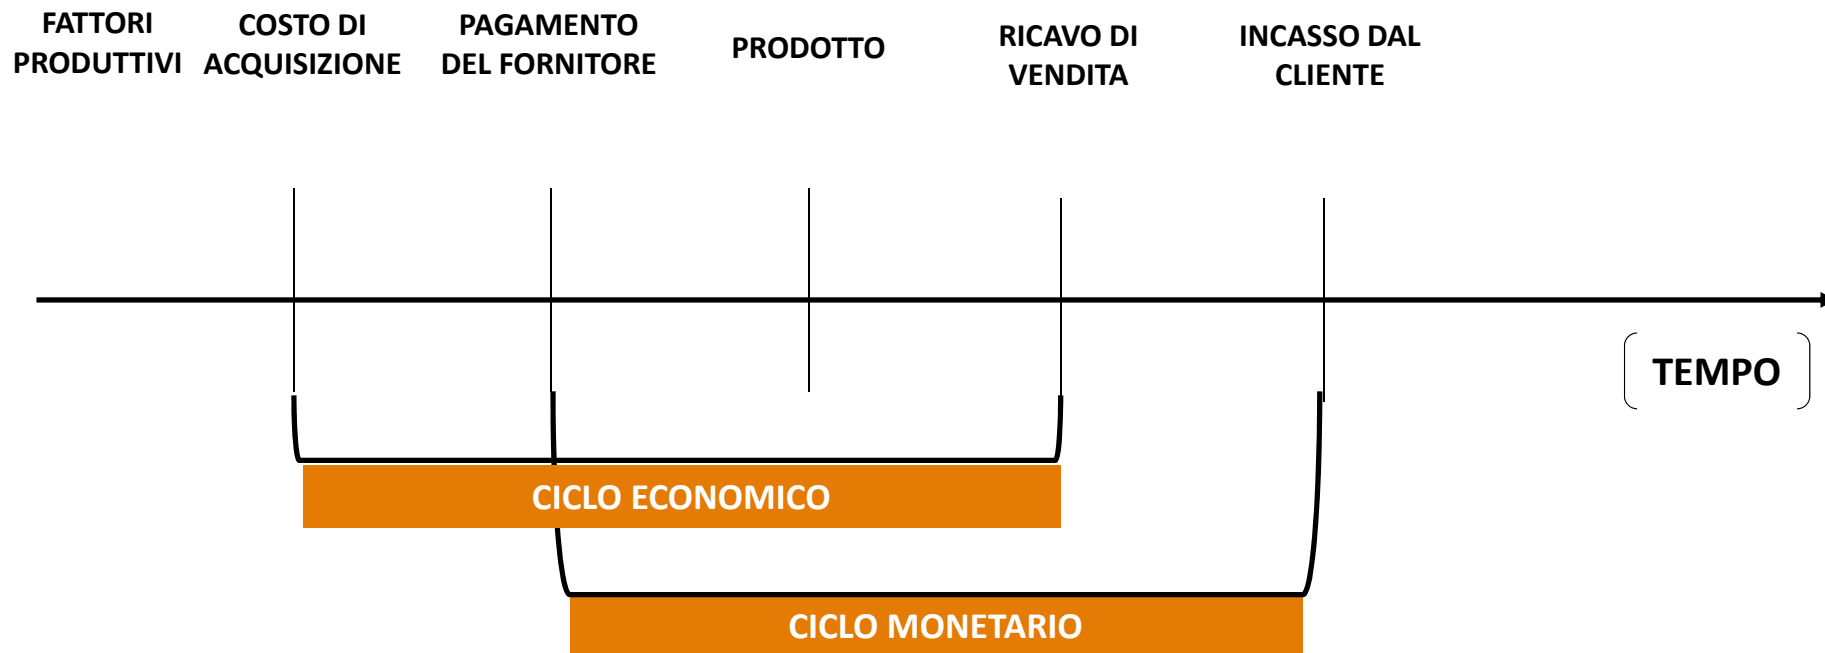 FATTORI
PRODUTTIVI
COSTO DI
ACQUISIZIONE
PAGAMENTO
DEL FORNITORE
PRODOTTO
RICAVO DI
VENDITA
INCASSO DAL
CLIENTE
TEMPO
CICLO ECONOMICO
CICLO MONETARIO